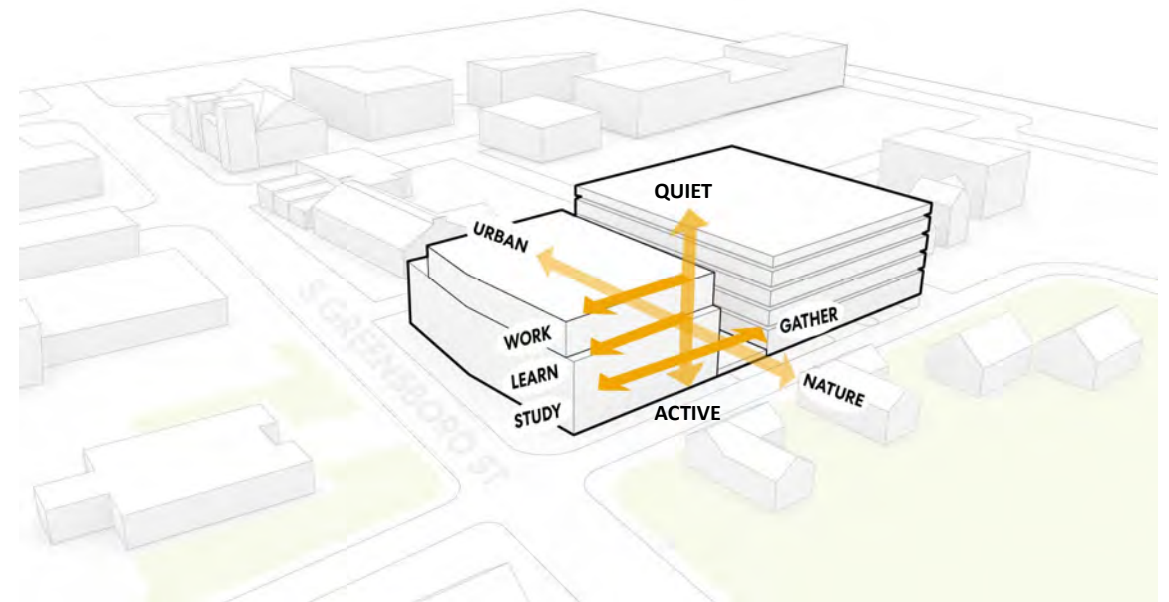 QUIET
URBAN
GATHER
WORK
LEARN
STUDY
NATURE
ACTIVE
S GREENSBORO ST.